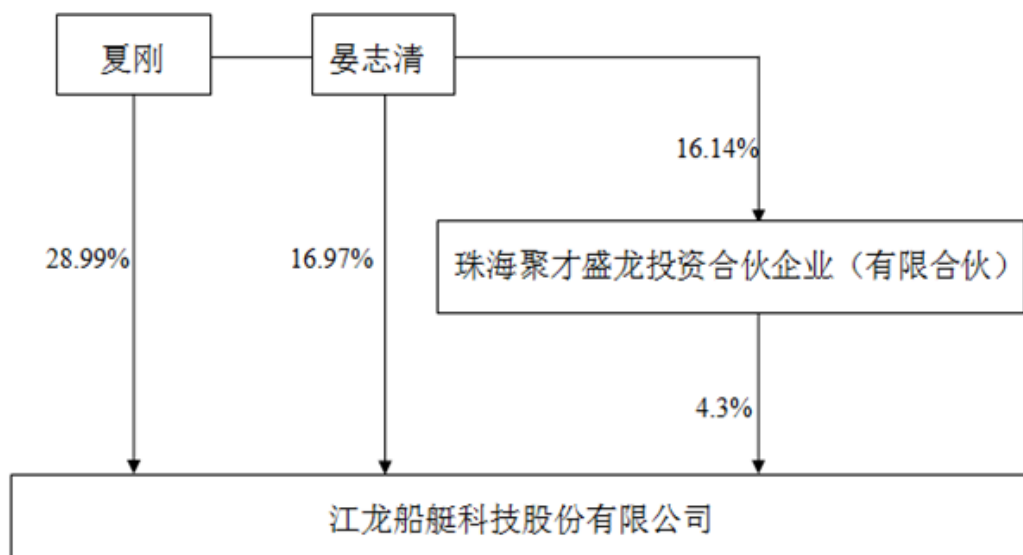 夏刚
晏志清
16.14%
28.99%
16.97%
珠海聚才盛龙投资合伙企业（有限合伙）
4.3%
江龙船艇科技股份有限公司